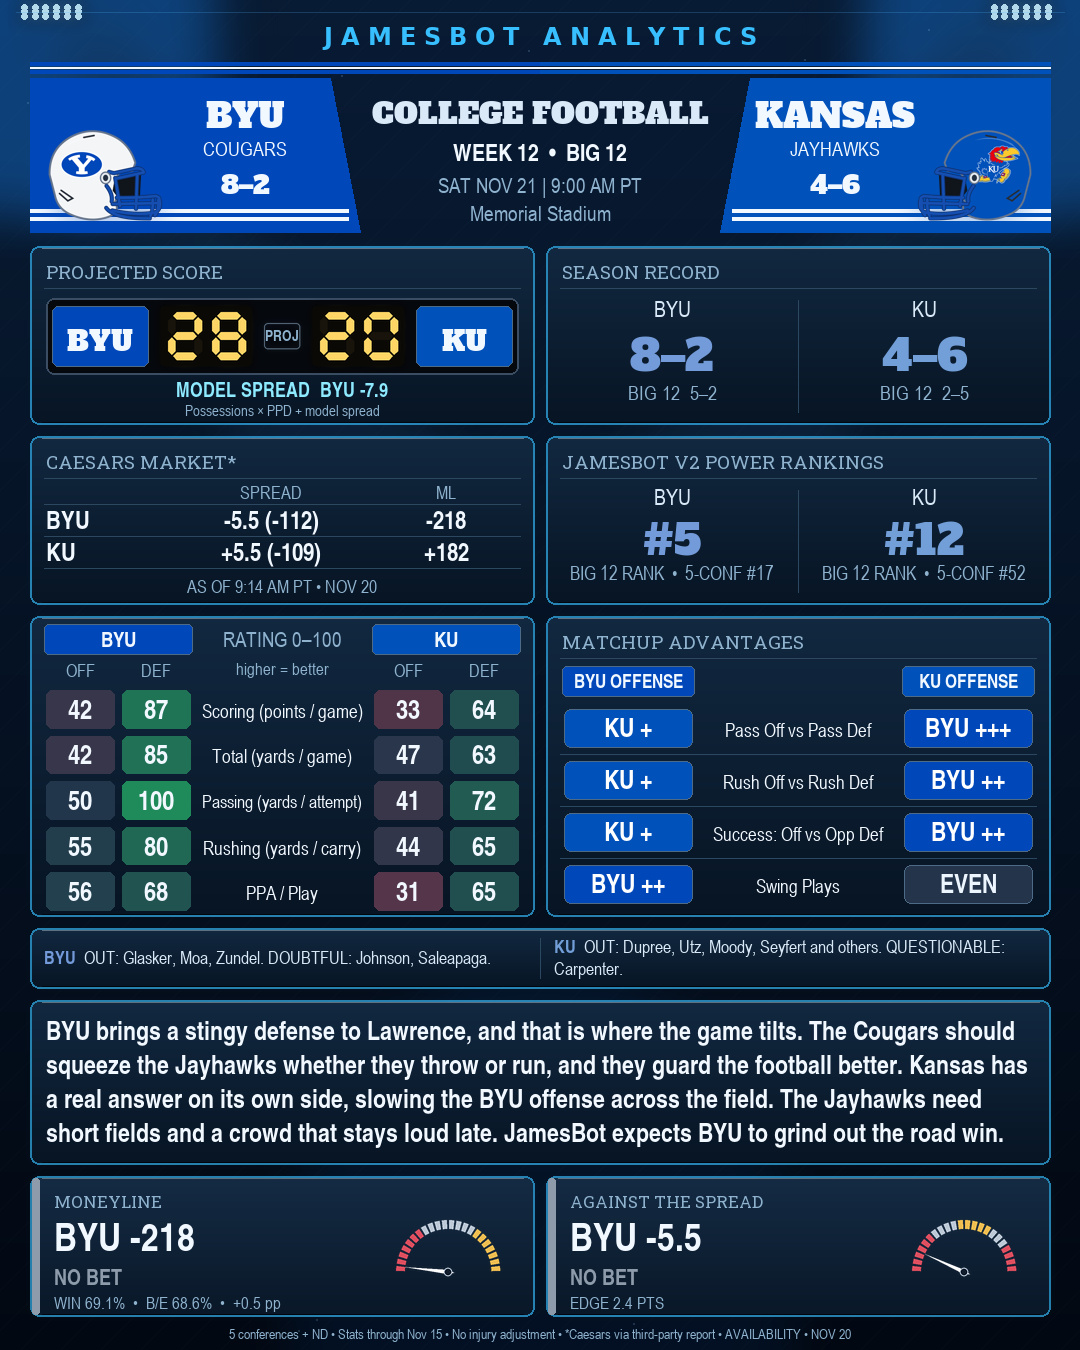 JAMESBOT ANALYTICS
BYU
COUGARS
8–2
Y
COLLEGE FOOTBALL
WEEK 12 • BIG 12
SAT NOV 21 | 9:00 AM PT
Memorial Stadium
KANSAS
JAYHAWKS
4–6
KU
PROJECTED SCORE
BYU 28 PROJ 20 KU
MODEL SPREAD BYU -7.9
Possessions × PPD + model spread
SEASON RECORD
BYU KU
8–2 4–6
BIG 12 5–2 BIG 12 2–5
CAESARS MARKET*
SPREAD ML
BYU -5.5 (-112) -218
KU +5.5 (-109) +182
AS OF 9:14 AM PT • NOV 20
JAMESBOT V2 POWER RANKINGS
BYU KU
#5 #12
BIG 12 RANK • 5-CONF #17 BIG 12 RANK • 5-CONF #52
BYU RATING 0–100 KU
OFF DEF higher = better OFF DEF
42 87 Scoring (points / game) 33 64
42 85 Total (yards / game) 47 63
50 100 Passing (yards / attempt) 41 72
55 80 Rushing (yards / carry) 44 65
56 68 PPA / Play 31 65
MATCHUP ADVANTAGES
BYU OFFENSE KU OFFENSE
KU + Pass Off vs Pass Def BYU +++
KU + Rush Off vs Rush Def BYU ++
KU + Success: Off vs Opp Def BYU ++
BYU ++ Swing Plays EVEN
BYU OUT: Glasker, Moa, Zundel. DOUBTFUL: Johnson, Saleapaga.
KU OUT: Dupree, Utz, Moody, Seyfert and others. QUESTIONABLE:
Carpenter.
BYU brings a stingy defense to Lawrence, and that is where the game tilts. The Cougars should
squeeze the Jayhawks whether they throw or run, and they guard the football better. Kansas has
a real answer on its own side, slowing the BYU offense across the field. The Jayhawks need
short fields and a crowd that stays loud late. JamesBot expects BYU to grind out the road win.
MONEYLINE
BYU -218
NO BET
WIN 69.1% • B/E 68.6% • +0.5 pp
AGAINST THE SPREAD
BYU -5.5
NO BET
EDGE 2.4 PTS
5 conferences + ND • Stats through Nov 15 • No injury adjustment • *Caesars via third-party report • AVAILABILITY • NOV 20